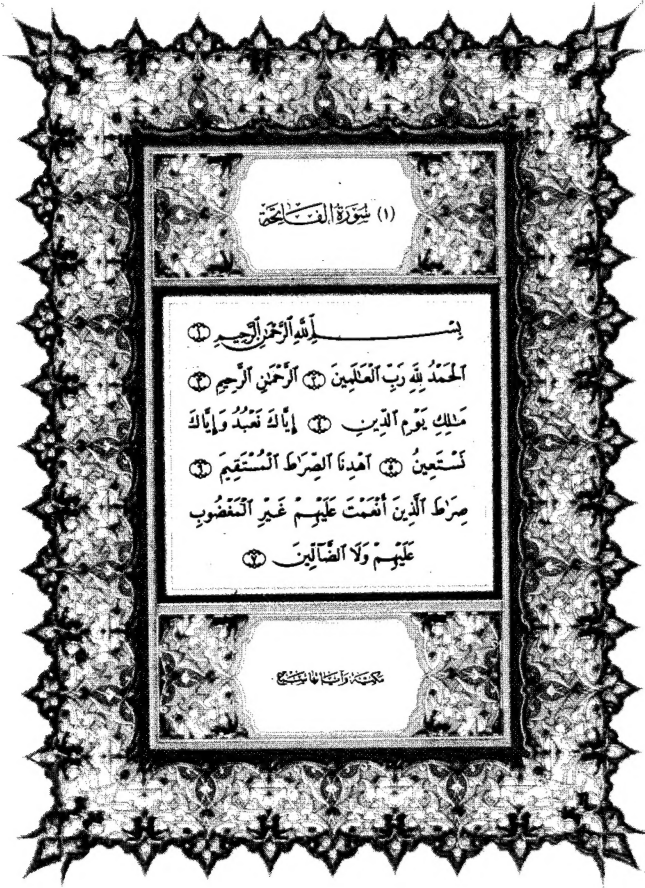 (١) سُورَةُ الفَاتِحَة
بِسْمِ ٱللَّهِ ٱلرَّحْمَٰنِ ٱلرَّحِيمِ ١
ٱلْحَمْدُ لِلَّهِ رَبِّ ٱلْعَٰلَمِينَ ٢ ٱلرَّحْمَٰنِ ٱلرَّحِيمِ ٣
مَٰلِكِ يَوْمِ ٱلدِّينِ ٤ إِيَّاكَ نَعْبُدُ وَإِيَّاكَ
نَسْتَعِينُ ٥ ٱهْدِنَا ٱلصِّرَٰطَ ٱلْمُسْتَقِيمَ ٦
صِرَٰطَ ٱلَّذِينَ أَنْعَمْتَ عَلَيْهِمْ غَيْرِ ٱلْمَغْضُوبِ
عَلَيْهِمْ وَلَا ٱلضَّآلِّينَ ٧
مكيّة وآياتها سبع